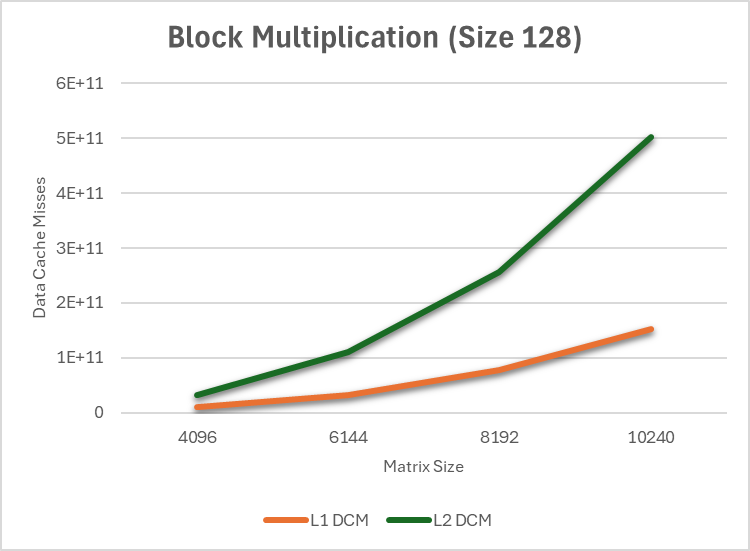 Block Multiplication (Size 128)
Data Cache Misses
6E+11
5E+11
4E+11
3E+11
2E+11
1E+11
0
4096 6144 8192 10240
Matrix Size
L1 DCM L2 DCM